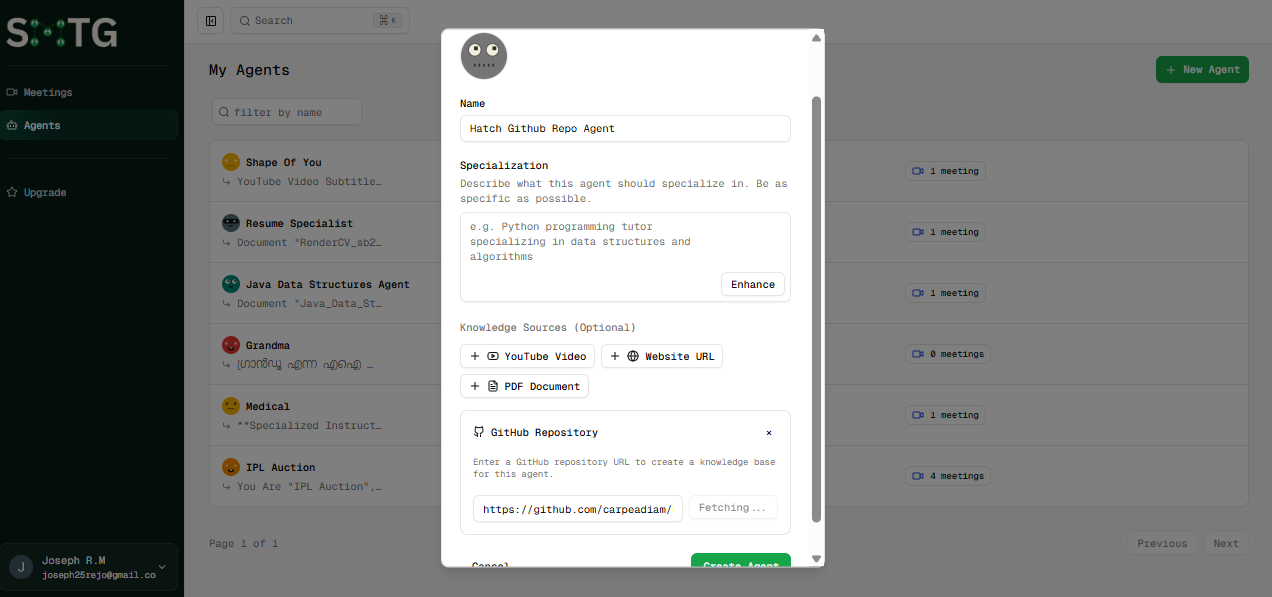 SMTG
Search
⌘K
Meetings
Agents
Upgrade
My Agents
+ New Agent
filter by name
Shape Of You
↳ YouTube Video Subtitle…
1 meeting
Resume Specialist
↳ Document "RenderCV_sb2…
1 meeting
Java Data Structures Agent
↳ Document "Java_Data_St…
1 meeting
Grandma
↳ ഗ്രാൻഡ്മ എന്ന എഐ …
0 meetings
Medical
↳ **Specialized Instruct…
1 meeting
IPL Auction
↳ You Are "IPL Auction",…
4 meetings
Page 1 of 1
Previous
Next
J
Joseph R.M
joseph25rejo@gmail.co
Name
Hatch Github Repo Agent
Specialization
Describe what this agent should specialize in. Be as
specific as possible.
e.g. Python programming tutor
specializing in data structures and
algorithms
Enhance
Knowledge Sources (Optional)
+ YouTube Video
+ Website URL
+ PDF Document
GitHub Repository
×
Enter a GitHub repository URL to create a knowledge base
for this agent.
https://github.com/carpeadiam/
Fetching...
Cancel
Create Agent